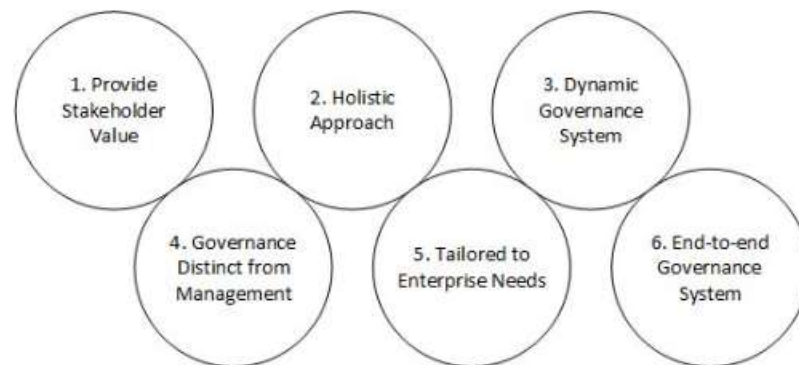 1. Provide
Stakeholder
Value
2. Holistic
Approach
3. Dynamic
Governance
System
4. Governance
Distinct from
Management
5. Tailored to
Enterprise Needs
6. End-to-end
Governance
System